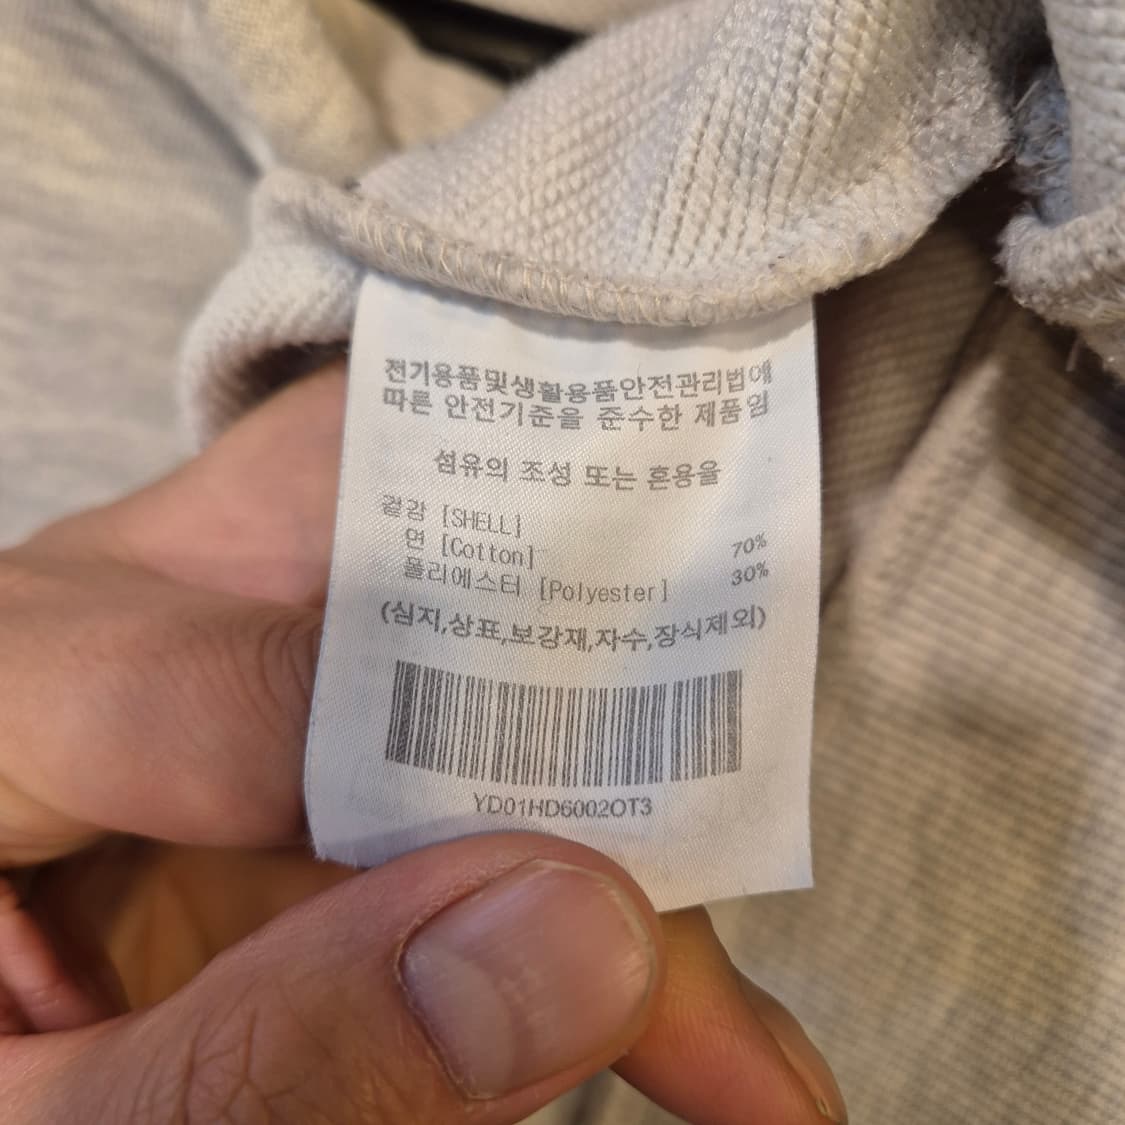 전기용품및생활용품안전관리법에
따른 안전기준을 준수한 제품임
섬유의 조성 또는 혼용율
겉감 [SHELL]
면 [Cotton] 70%
폴리에스터 [Polyester] 30%
(심지,상표,보강재,자수,장식제외)
YD01HD6002OT3